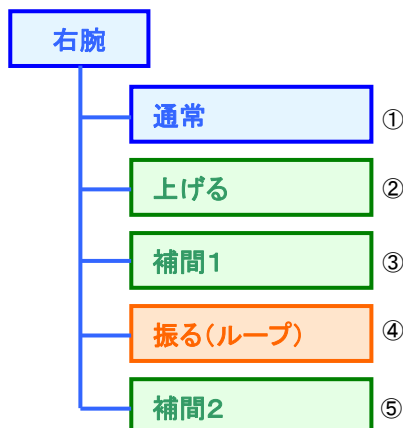 右腕
通常 ①
上げる ②
補間1 ③
振る(ループ) ④
補間2 ⑤